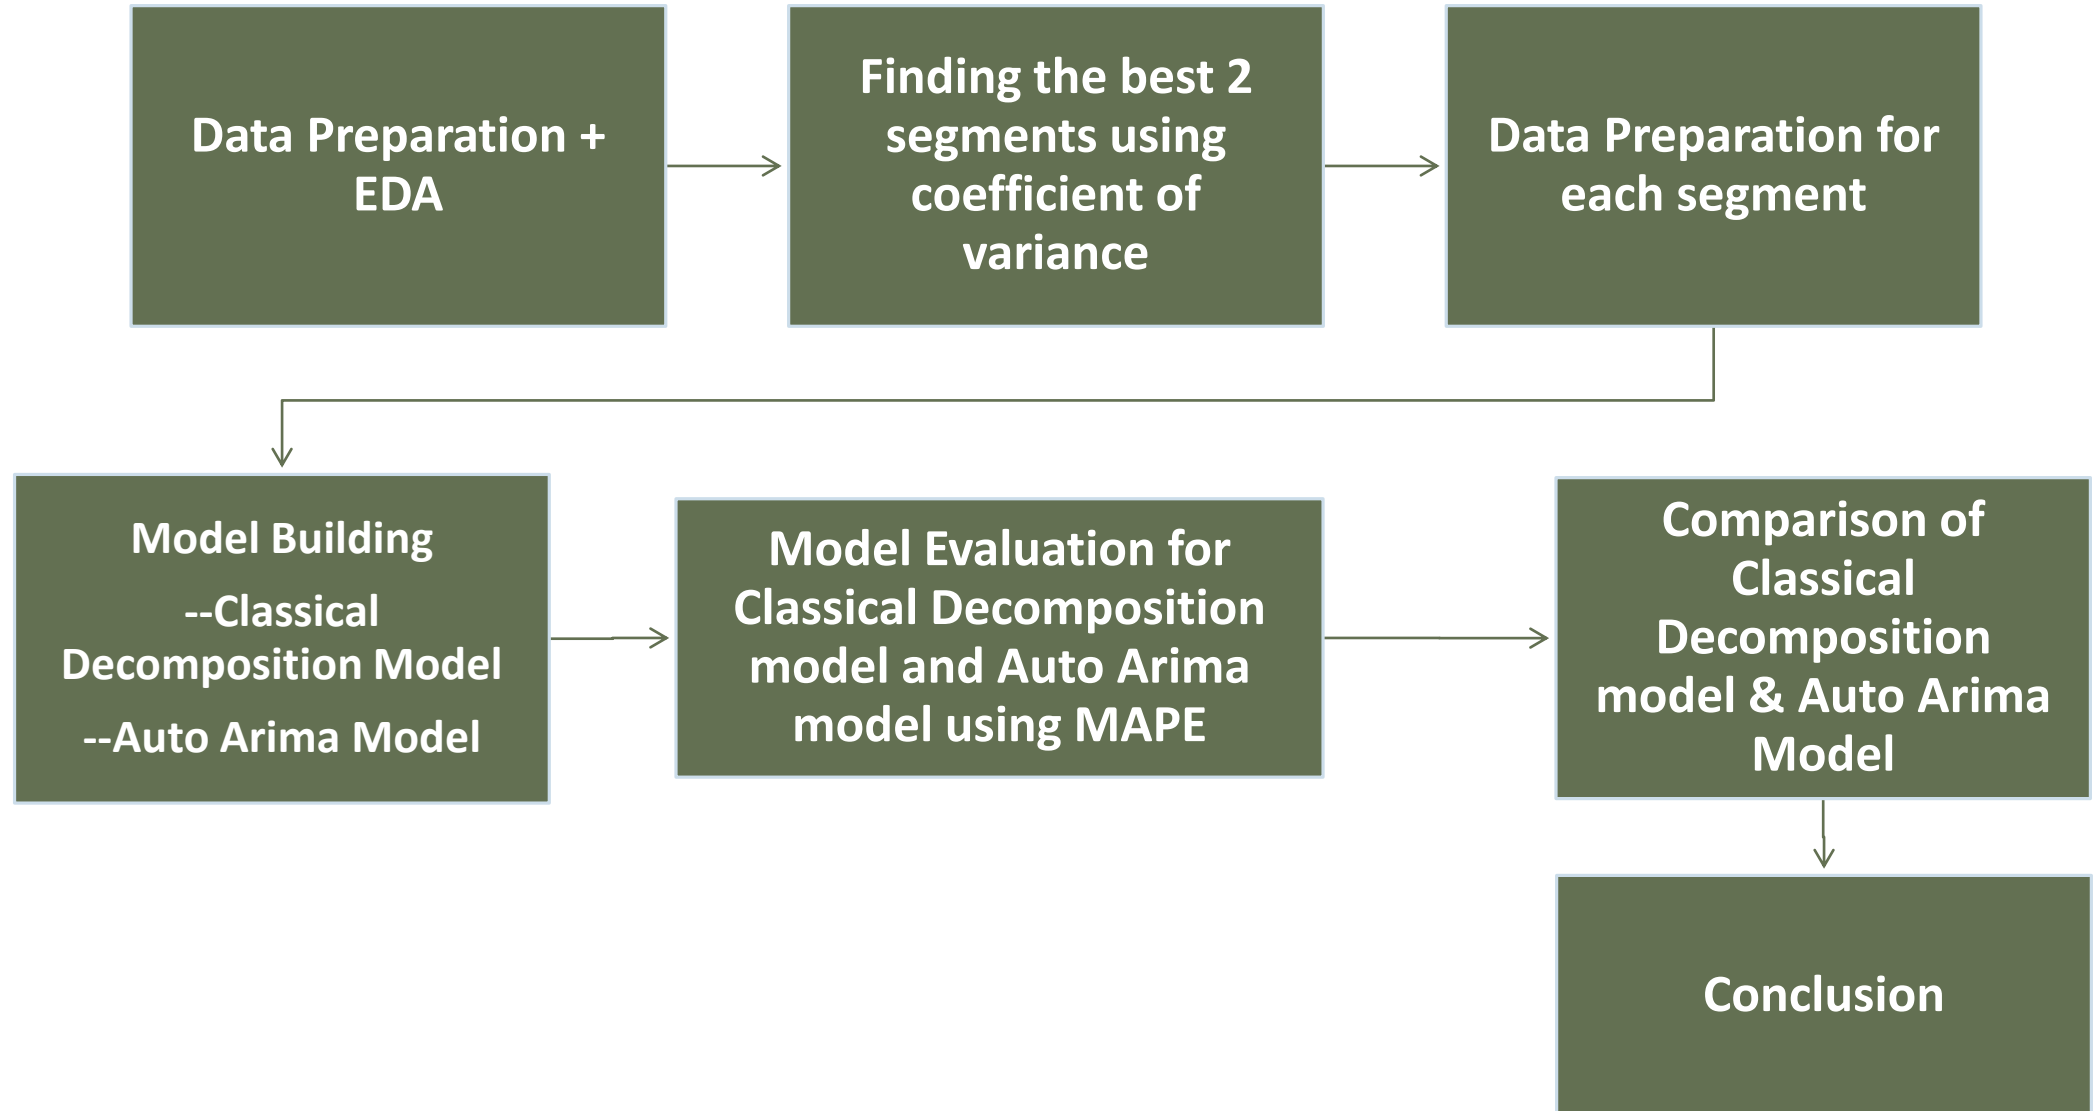 Data Preparation +
EDA
Finding the best 2
segments using
coefficient of
variance
Data Preparation for
each segment
Model Building
--Classical
Decomposition Model
--Auto Arima Model
Model Evaluation for
Classical Decomposition
model and Auto Arima
model using MAPE
Comparison of
Classical
Decomposition
model & Auto Arima
Model
Conclusion